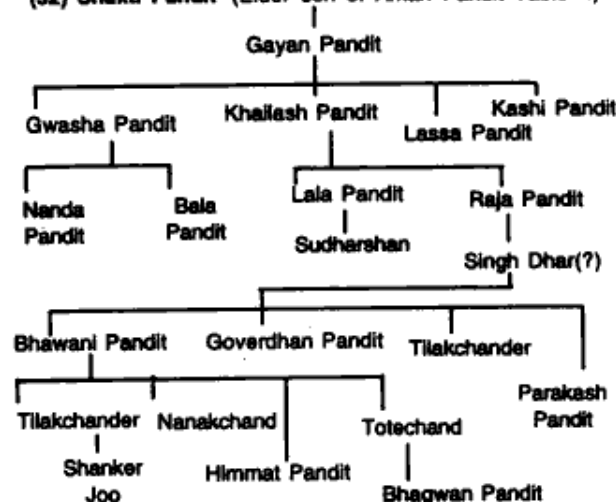 Gayan Pandit
Gwasha Pandit Khailash Pandit Lassa Pandit Kashi Pandit
Nanda Pandit Bala Pandit Lala Pandit Raja Pandit
Sudharshan Singh Dhar(?)
Bhawani Pandit Goverdhan Pandit Tilakchander Parakash Pandit
Tilakchander Nanakchand Himmat Pandit Totechand
Shanker Joo Bhagwan Pandit